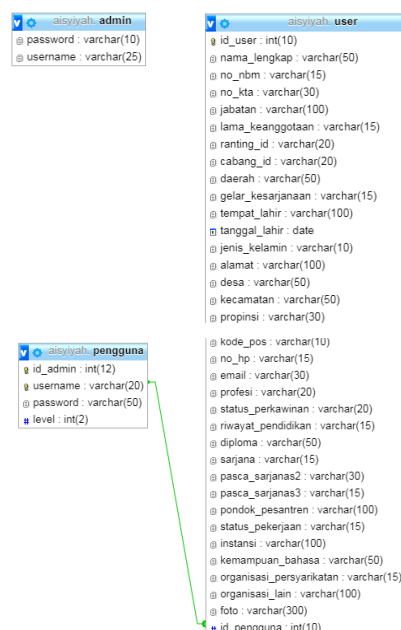 aisyiyah. admin
password : varchar(10)
username : varchar(25)
aisyiyah. user
id_user : int(10)
nama_lengkap : varchar(50)
no_nbm : varchar(15)
no_kta : varchar(30)
jabatan : varchar(100)
lama_keanggotaan : varchar(15)
ranting_id : varchar(20)
cabang_id : varchar(20)
daerah : varchar(50)
gelar_kesarjanaan : varchar(15)
tempat_lahir : varchar(100)
tanggal_lahir : date
jenis_kelamin : varchar(10)
alamat : varchar(100)
desa : varchar(50)
kecamatan : varchar(50)
propinsi : varchar(30)
kode_pos : varchar(10)
no_hp : varchar(15)
email : varchar(30)
profesi : varchar(20)
status_perkawinan : varchar(20)
riwayat_pendidikan : varchar(15)
diploma : varchar(50)
sarjana : varchar(15)
pasca_sarjanas2 : varchar(30)
pasca_sarjanas3 : varchar(15)
pondok_pesantren : varchar(100)
status_pekerjaan : varchar(15)
instansi : varchar(100)
kemampuan_bahasa : varchar(50)
organisasi_persyarikatan : varchar(15)
organisasi_lain : varchar(100)
foto : varchar(300)
id_pengguna : int(10)
aisyiyah. pengguna
id_admin : int(12)
username : varchar(20)
password : varchar(50)
level : int(2)